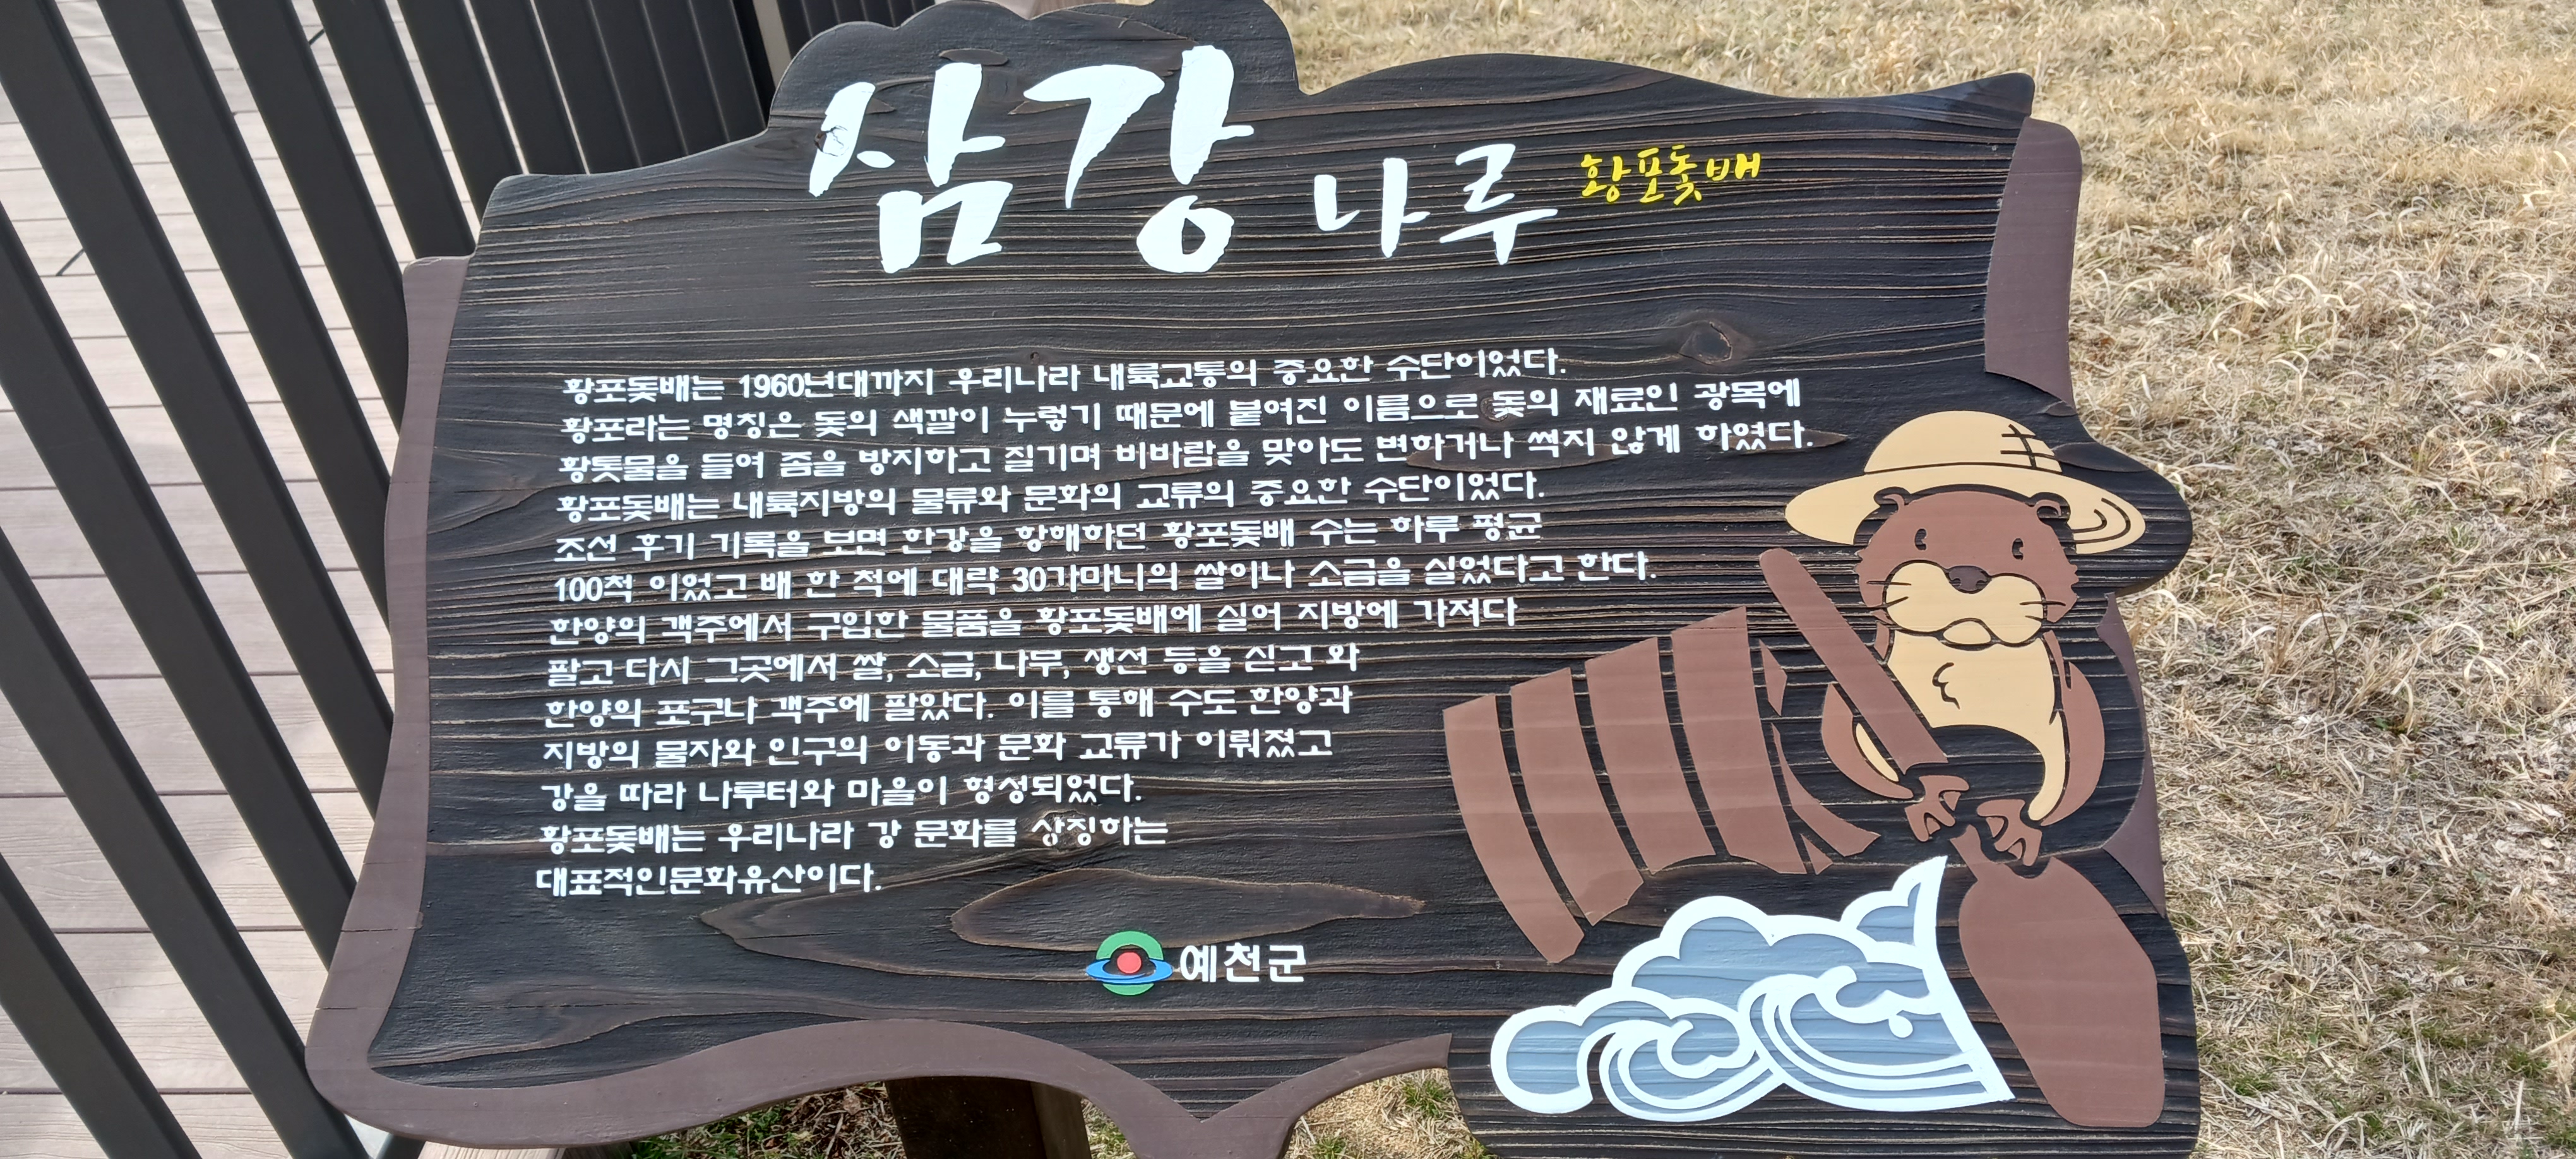 삼강 나루 황포돛배
황포돛배는 1960년대까지 우리나라 내륙교통의 중요한 수단이었다.
황포라는 명칭은 돛의 색깔이 누렇기 때문에 붙여진 이름으로 돛의 재료인 광목에
황톳물을 들여 좀을 방지하고 질기며 비바람을 맞아도 변하거나 썩지 않게 하였다.
황포돛배는 내륙지방의 물류와 문화의 교류의 중요한 수단이었다.
조선 후기 기록을 보면 한강을 항해하던 황포돛배 수는 하루 평균
100척 이었고 배 한 척에 대략 30가마니의 쌀이나 소금을 실었다고 한다.
한양의 객주에서 구입한 물품을 황포돛배에 실어 지방에 가져다
팔고 다시 그곳에서 쌀, 소금, 나무, 생선 등을 싣고 와
한양의 포구나 객주에 팔았다. 이를 통해 수도 한양과
지방의 물자와 인구의 이동과 문화 교류가 이뤄졌고
강을 따라 나루터와 마을이 형성되었다.
황포돛배는 우리나라 강 문화를 상징하는
대표적인문화유산이다.
예천군